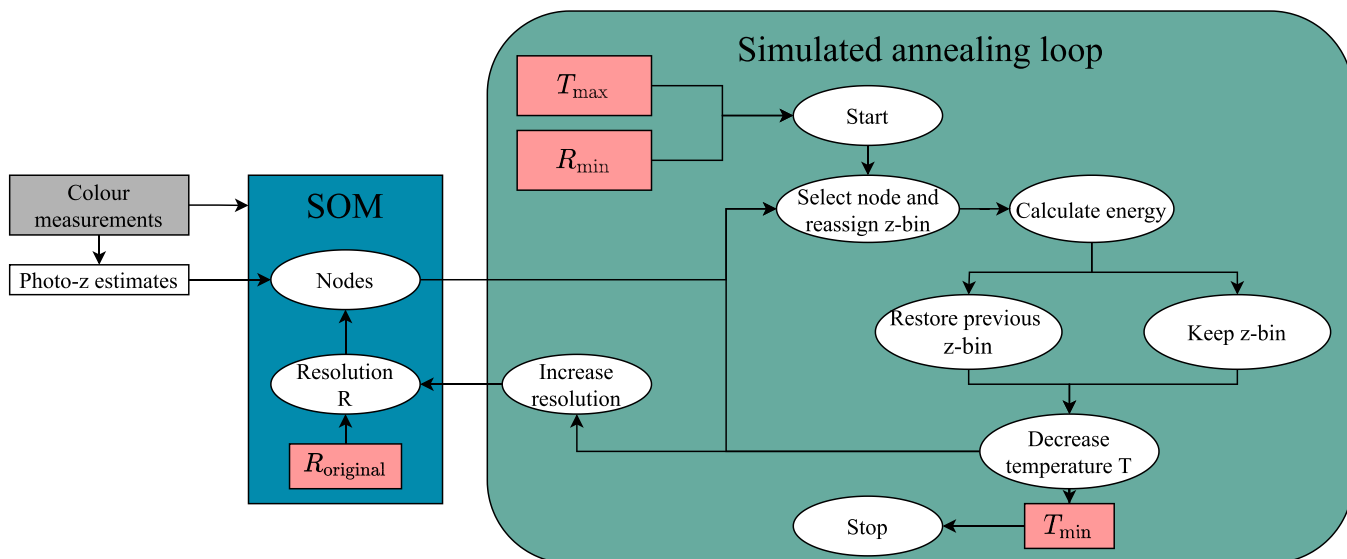 Simulated annealing loop
T_max
R_min
Start
Colour
measurements
SOM
Select node and
reassign z-bin
Calculate energy
Photo-z estimates
Nodes
Restore previous
z-bin
Keep z-bin
Resolution
R
Increase
resolution
Decrease
temperature T
R_original
Stop
T_min